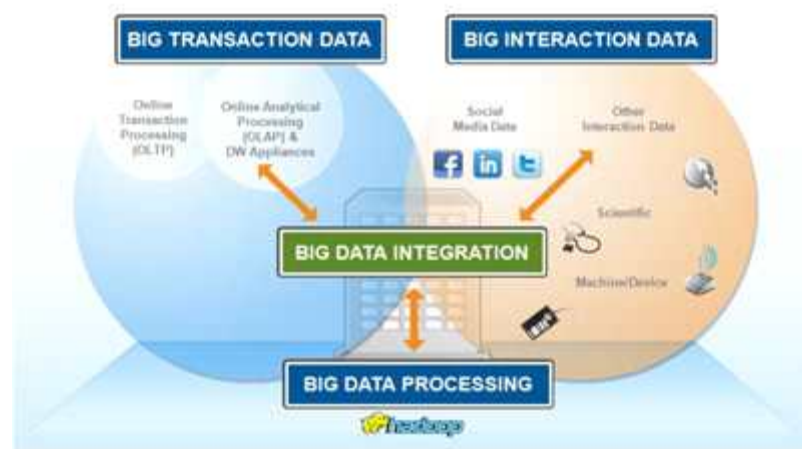 BIG TRANSACTION DATA
BIG INTERACTION DATA
Online
Transaction
Processing
(OLTP)
Online Analytical
Processing
(OLAP) &
DW Appliances
Social
Media Data
Other
Interaction Data
f
in
t
Scientific
BIG DATA INTEGRATION
Machine/Device
BIG DATA PROCESSING
hadoop